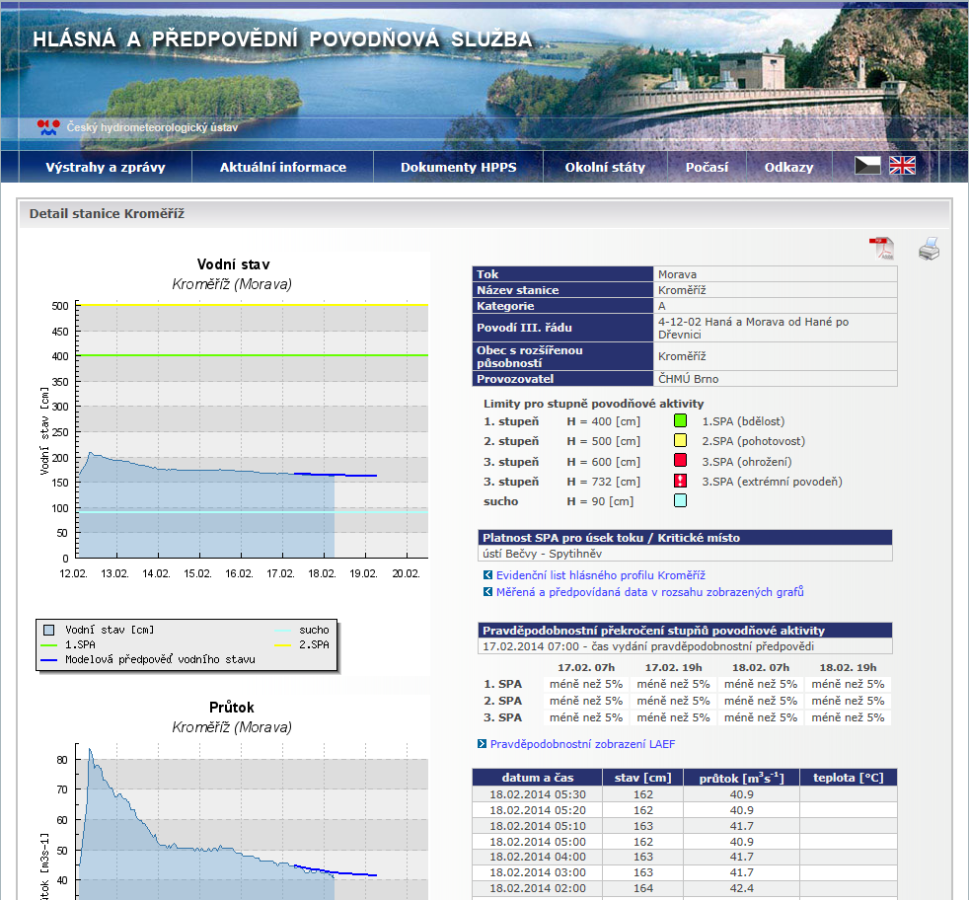 HLÁSNÁ A PŘEDPOVĚDNÍ POVODŇOVÁ SLUŽBA
Český hydrometeorologický ústav
Výstrahy a zprávy Aktuální informace Dokumenty HPPS Okolní státy Počasí Odkazy
Detail stanice Kroměříž
Vodní stav
Kroměříž (Morava)
Vodní stav [cm]
500
450
400
350
300
250
200
150
100
50
0
12.02. 13.02. 14.02. 15.02. 16.02. 17.02. 18.02. 19.02. 20.02.
Vodní stav [cm] sucho
1.SPA 2.SPA
Modelová předpověď vodního stavu
Průtok
Kroměříž (Morava)
80
70
60
50
40
tok [m3s-1]
Tok Morava
Název stanice Kroměříž
Kategorie A
Povodí III. řádu 4-12-02 Haná a Morava od Hané po
Dřevnici
Obec s rozšířenou
působností Kroměříž
Provozovatel ČHMÚ Brno
Limity pro stupně povodňové aktivity
1. stupeň H = 400 [cm] 1.SPA (bdělost)
2. stupeň H = 500 [cm] 2.SPA (pohotovost)
3. stupeň H = 600 [cm] 3.SPA (ohrožení)
3. stupeň H = 732 [cm] ! 3.SPA (extrémní povodeň)
sucho H = 90 [cm]
Platnost SPA pro úsek toku / Kritické místo
ústí Bečvy - Spytihněv
Evidenční list hlásného profilu Kroměříž
Měřená a předpovídaná data v rozsahu zobrazených grafů
Pravděpodobnostní překročení stupňů povodňové aktivity
17.02.2014 07:00 - čas vydání pravděpodobnostní předpovědi
17.02. 07h 17.02. 19h 18.02. 07h 18.02. 19h
1. SPA méně než 5% méně než 5% méně než 5% méně než 5%
2. SPA méně než 5% méně než 5% méně než 5% méně než 5%
3. SPA méně než 5% méně než 5% méně než 5% méně než 5%
Pravděpodobnostní zobrazení LAEF
datum a čas stav [cm] průtok [m³s⁻¹] teplota [°C]
18.02.2014 05:30 162 40.9
18.02.2014 05:20 162 40.9
18.02.2014 05:10 163 41.7
18.02.2014 05:00 162 40.9
18.02.2014 04:00 163 41.7
18.02.2014 03:00 163 41.7
18.02.2014 02:00 164 42.4